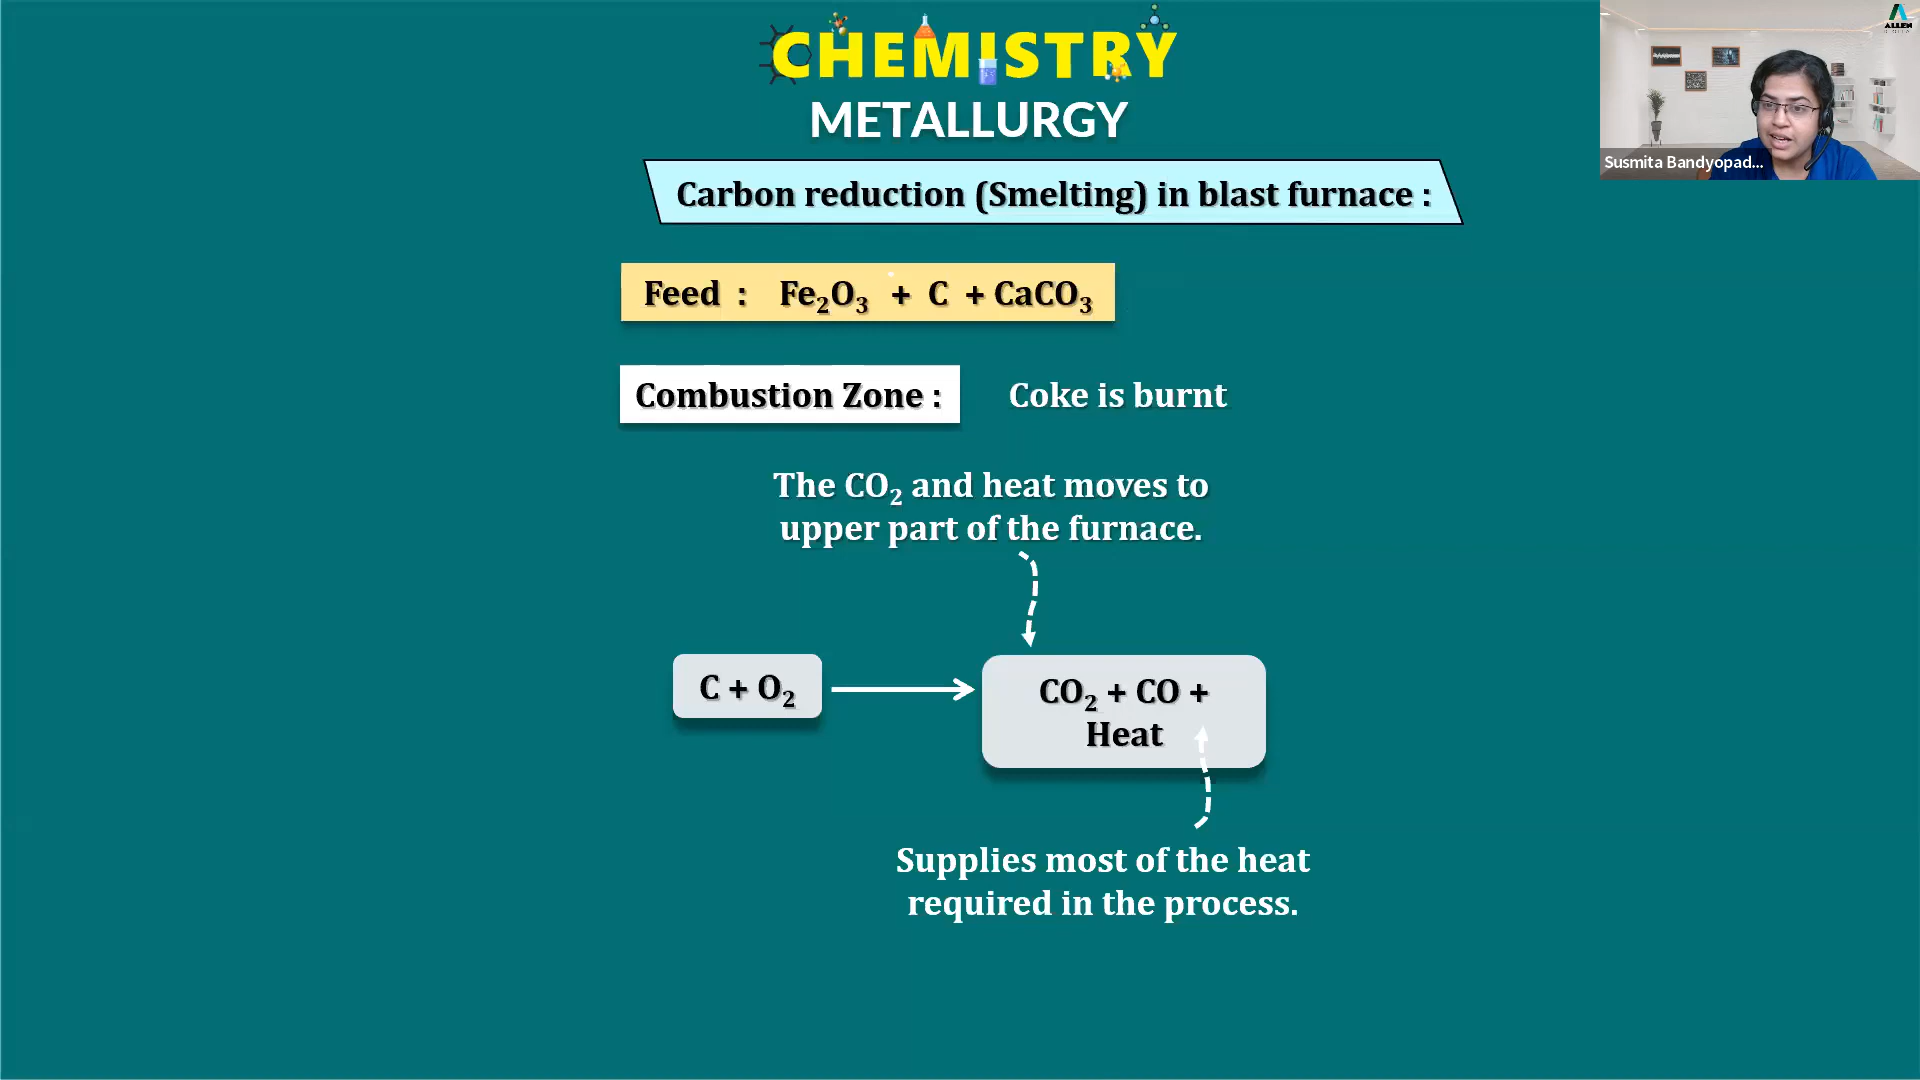 CHEMISTRY
METALLURGY
ALLEN
Susmita Bandyopad...
Carbon reduction (Smelting) in blast furnace :
Feed : Fe₂O₃ + C + CaCO₃
Combustion Zone : Coke is burnt
The CO₂ and heat moves to
upper part of the furnace.
C + O₂
CO₂ + CO +
Heat
Supplies most of the heat
required in the process.